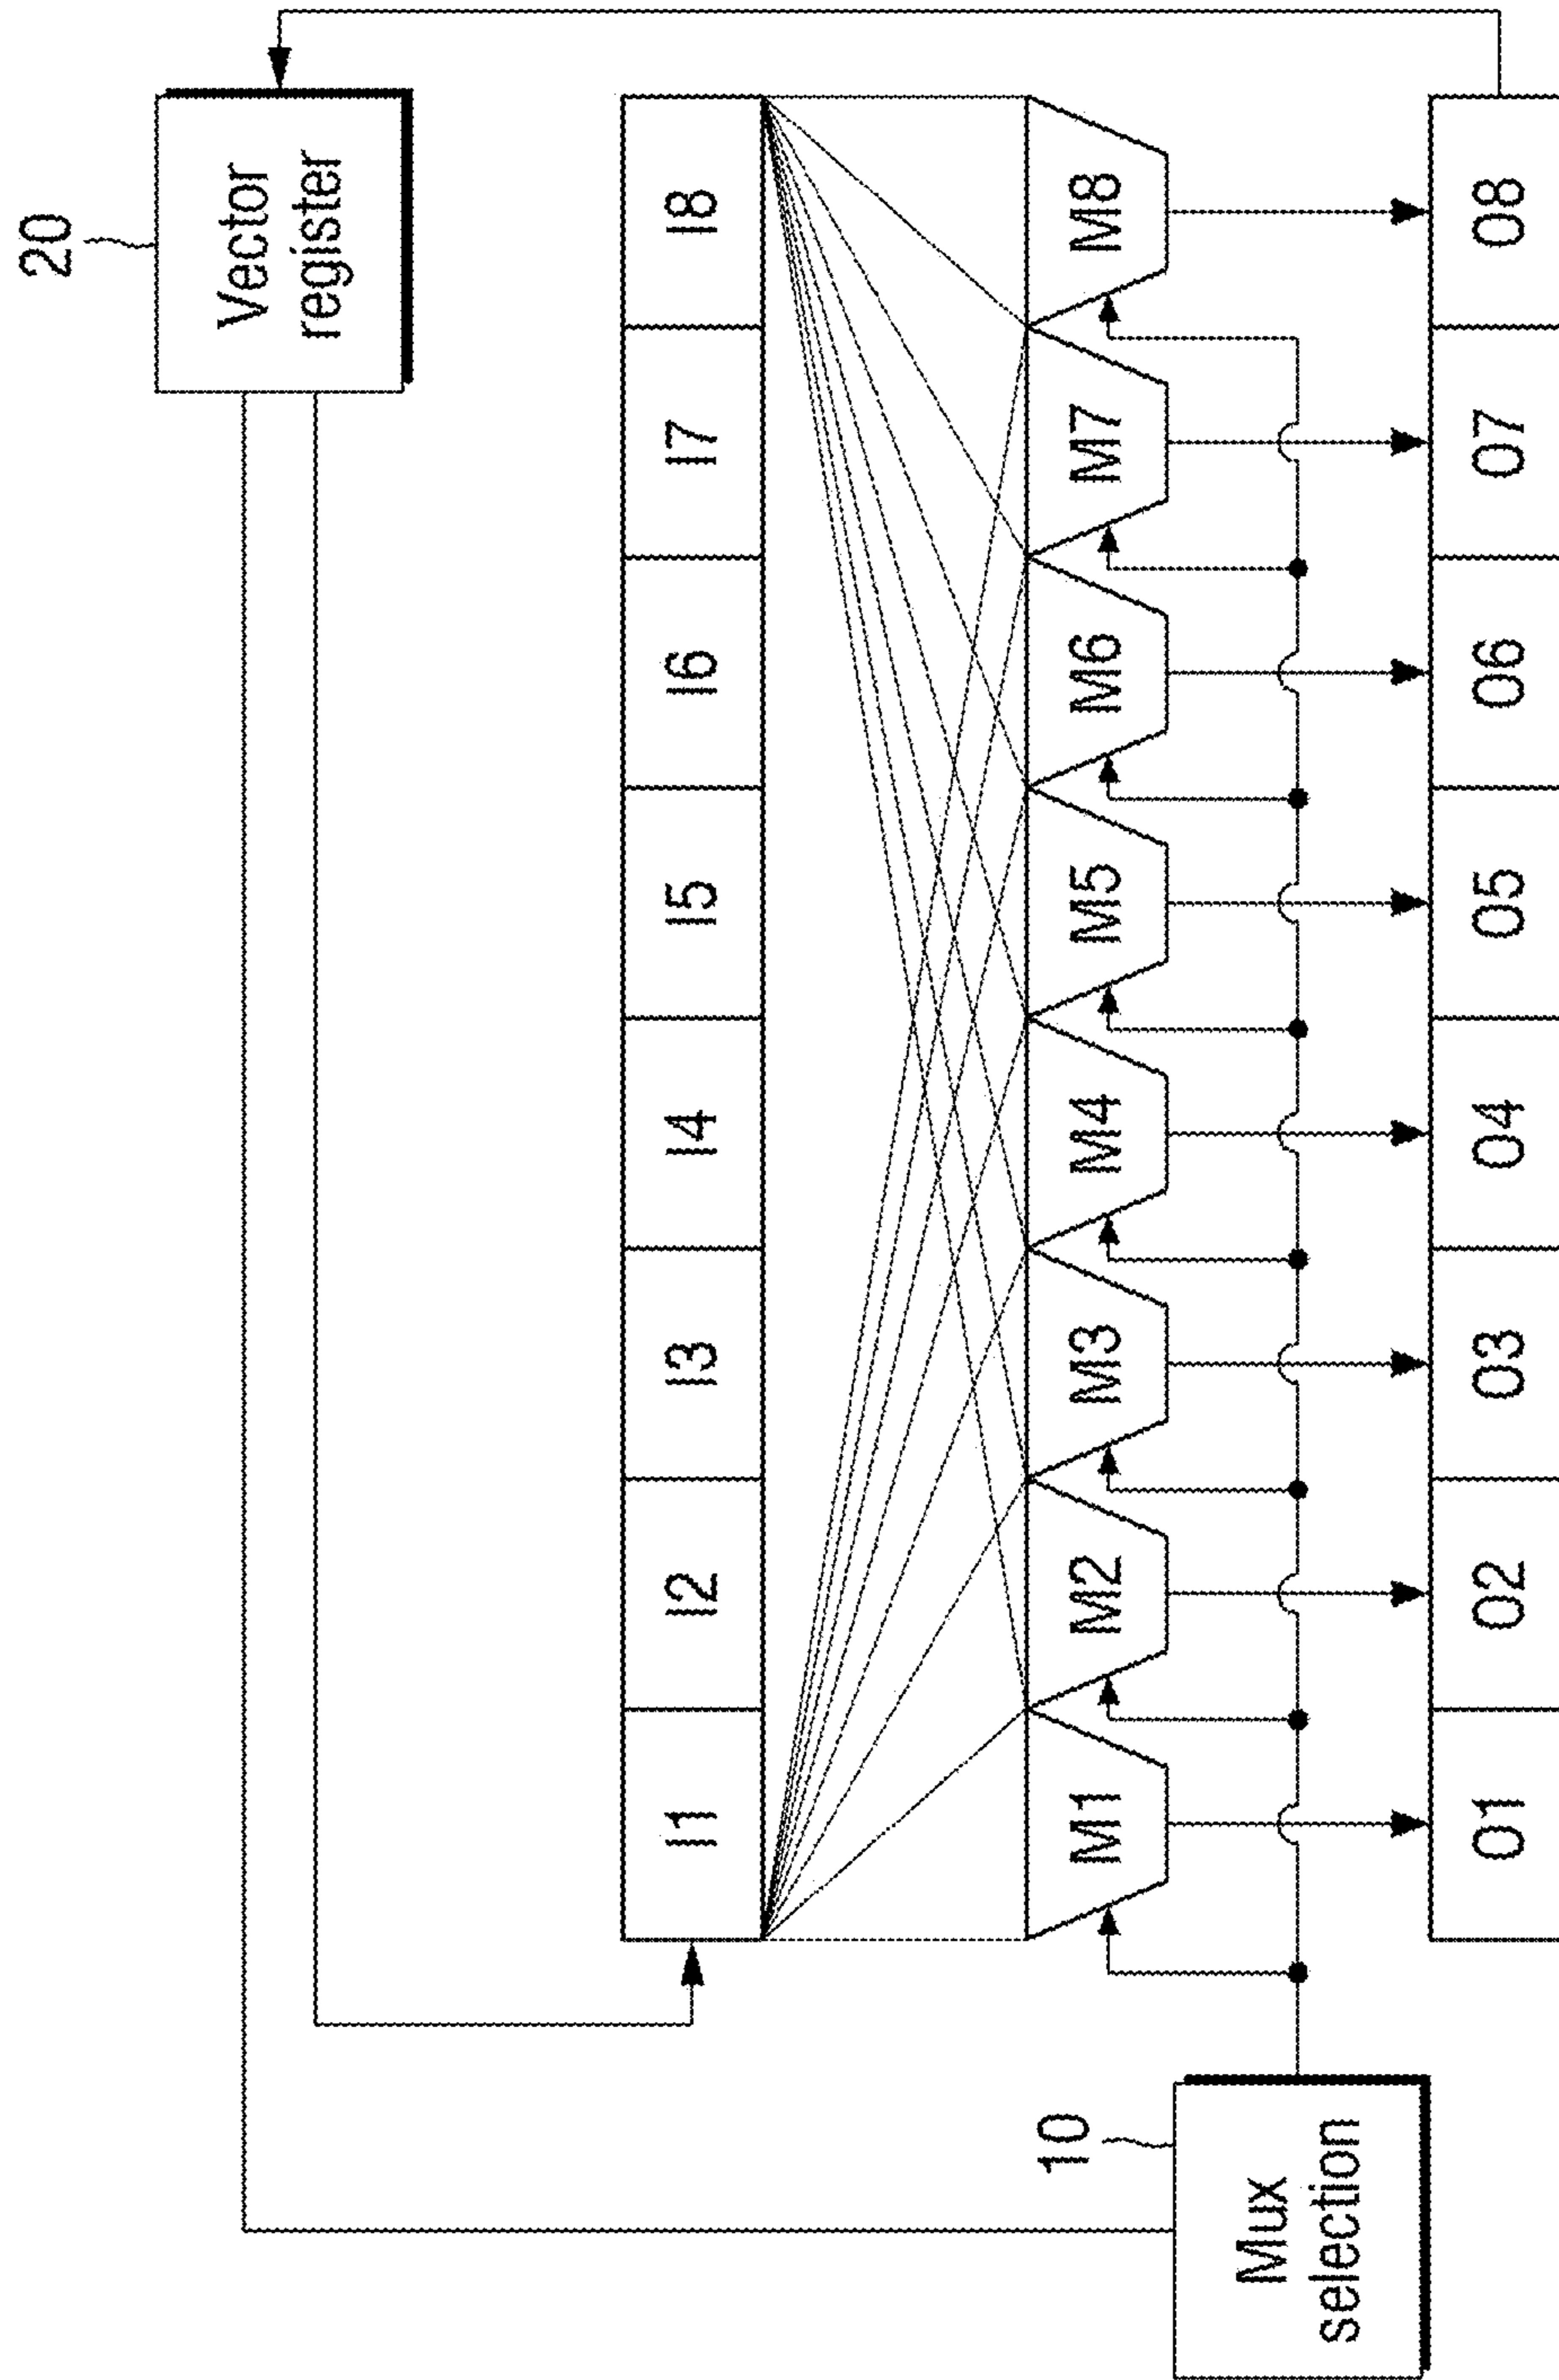 20
Vector
register
I1 I2 I3 I4 I5 I6 I7 I8
10
M1 M2 M3 M4 M5 M6 M7 M8
Mux
selection
01 02 03 04 05 06 07 08